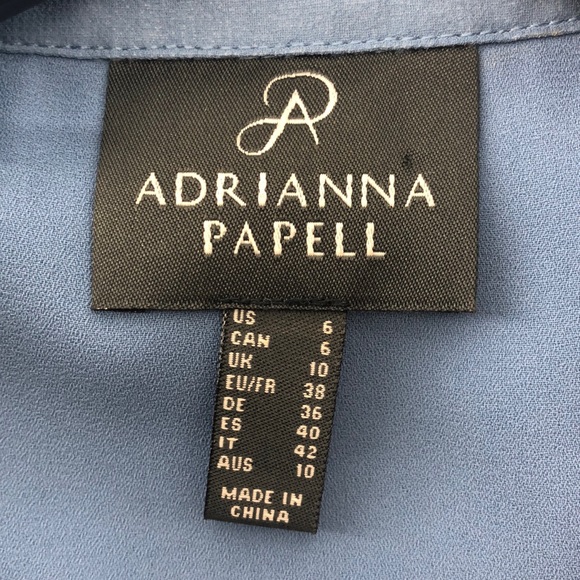 AP
ADRIANNA
PAPELL
US 6
CAN 6
UK 10
EU/FR 38
DE 36
ES 40
IT 42
AUS 10
MADE IN
CHINA